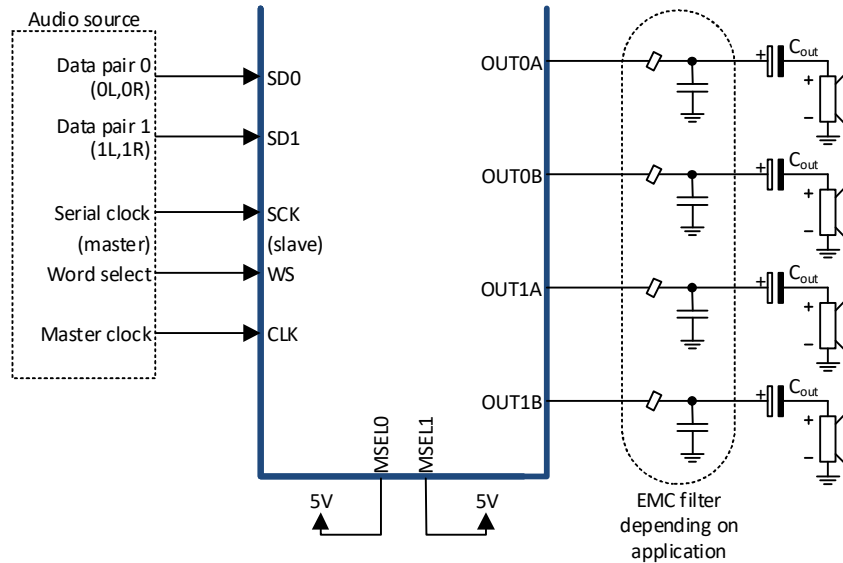 Audio source
Data pair 0
(0L,0R)
Data pair 1
(1L,1R)
Serial clock
(master)
Word select
Master clock
SD0
SD1
SCK
(slave)
WS
CLK
MSEL0
MSEL1
5V
5V
OUT0A
OUT0B
OUT1A
OUT1B
+ Cout
+
−
+ Cout
+
−
+ Cout
+
−
+ Cout
+
−
EMC filter
depending on
application